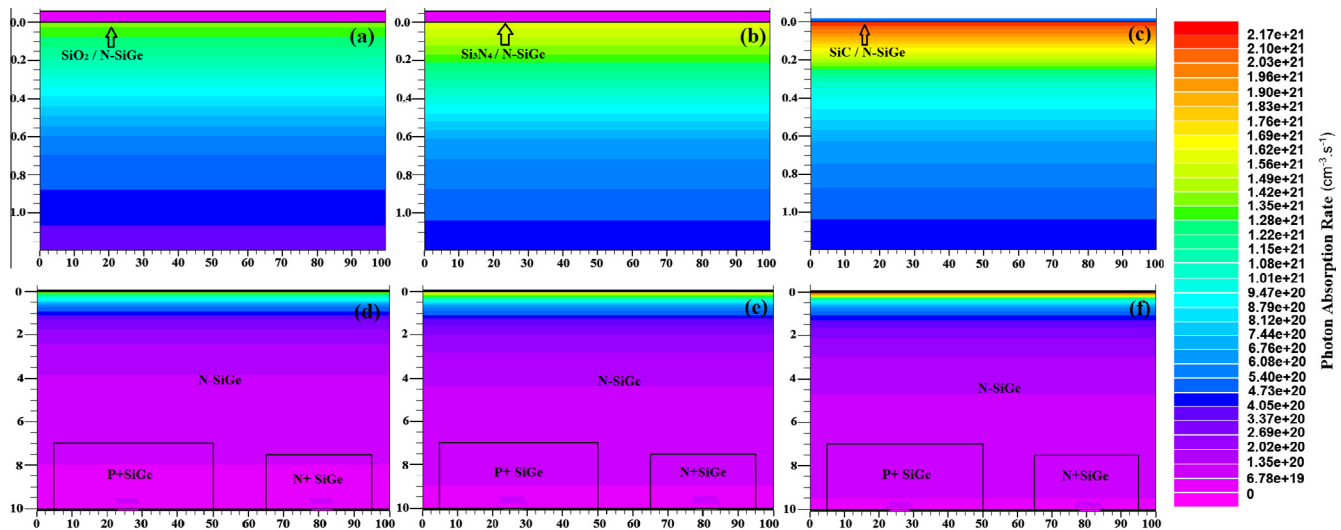 0.0
0.2
0.4
0.6
0.8
1.0
0 10 20 30 40 50 60 70 80 90 100
(a)
SiO2 / N-SiGe
0.0
0.2
0.4
0.6
0.8
1.0
0 10 20 30 40 50 60 70 80 90 100
(b)
Si3N4 / N-SiGe
0.0
0.2
0.4
0.6
0.8
1.0
0 10 20 30 40 50 60 70 80 90 100
(c)
SiC / N-SiGe
0
2
4
6
8
10
0 10 20 30 40 50 60 70 80 90 100
(d)
N-SiGe
P+SiGe
N+ SiGe
0
2
4
6
8
10
0 10 20 30 40 50 60 70 80 90 100
(e)
N-SiGe
P+ SiGe
N+SiGe
0
2
4
6
8
10
0 10 20 30 40 50 60 70 80 90 100
(f)
N-SiGe
P+ SiGe
N+SiGe
2.17e+21
2.10e+21
2.03e+21
1.96e+21
1.90e+21
1.83e+21
1.76e+21
1.69e+21
1.62e+21
1.56e+21
1.49e+21
1.42e+21
1.35e+21
1.28e+21
1.22e+21
1.15e+21
1.08e+21
1.01e+21
9.47e+20
8.79e+20
8.12e+20
7.44e+20
6.76e+20
6.08e+20
5.40e+20
4.73e+20
4.05e+20
3.37e+20
2.69e+20
2.02e+20
1.35e+20
6.78e+19
0
Photon Absorption Rate (cm⁻³.s⁻¹)